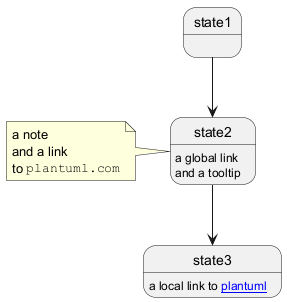 state1
state2
a global link
and a tooltip
a note
and a link
to plantuml.com
state3
a local link to plantuml